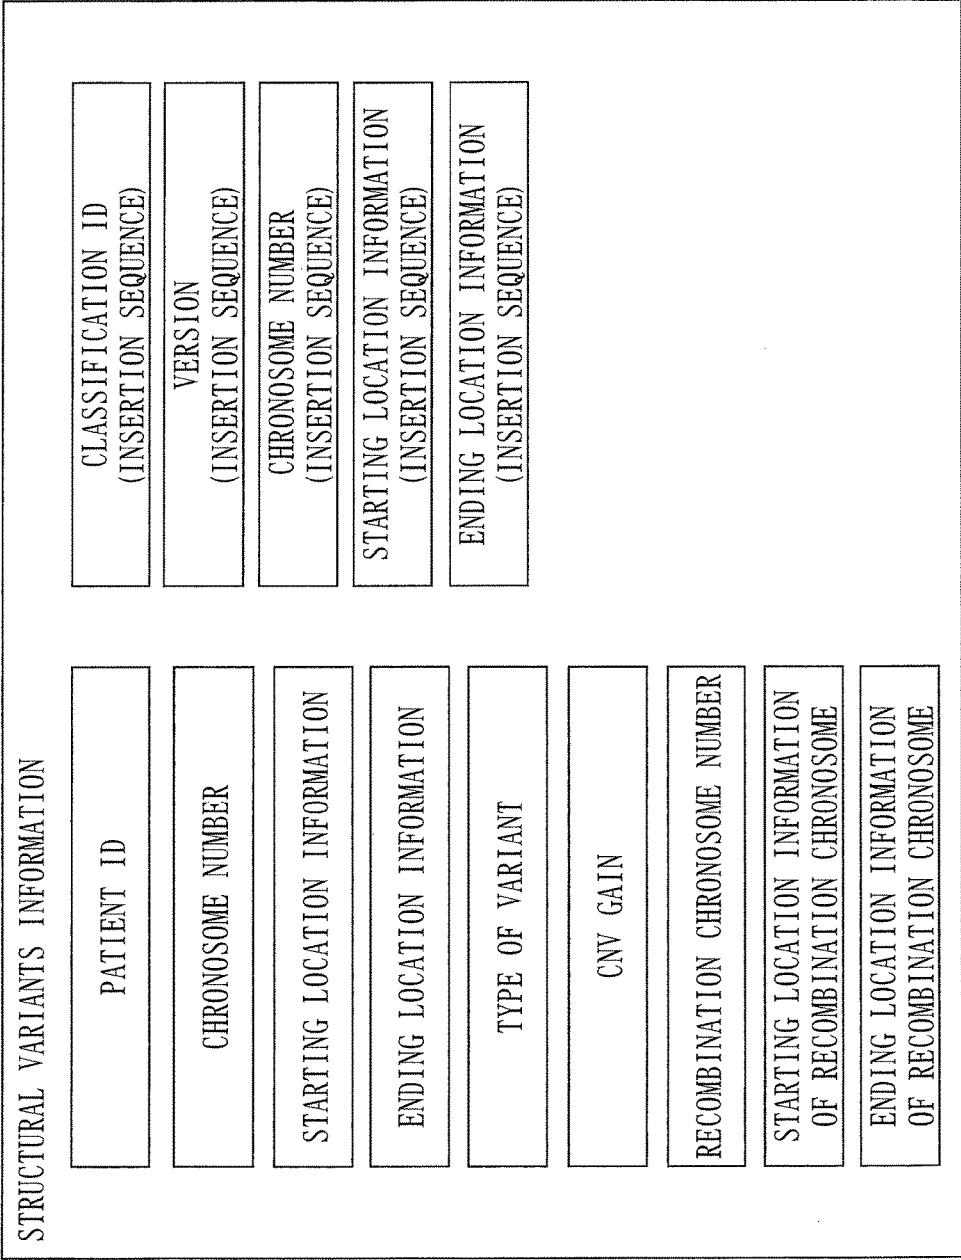 STRUCTURAL VARIANTS INFORMATION
PATIENT ID
CHRONOSOME NUMBER
STARTING LOCATION INFORMATION
ENDING LOCATION INFORMATION
TYPE OF VARIANT
CNV GAIN
RECOMBINATION CHRONOSOME NUMBER
STARTING LOCATION INFORMATION
OF RECOMBINATION CHRONOSOME
ENDING LOCATION INFORMATION
OF RECOMBINATION CHRONOSOME
CLASSIFICATION ID
(INSERTION SEQUENCE)
VERSION
(INSERTION SEQUENCE)
CHRONOSOME NUMBER
(INSERTION SEQUENCE)
STARTING LOCATION INFORMATION
(INSERTION SEQUENCE)
ENDING LOCATION INFORMATION
(INSERTION SEQUENCE)